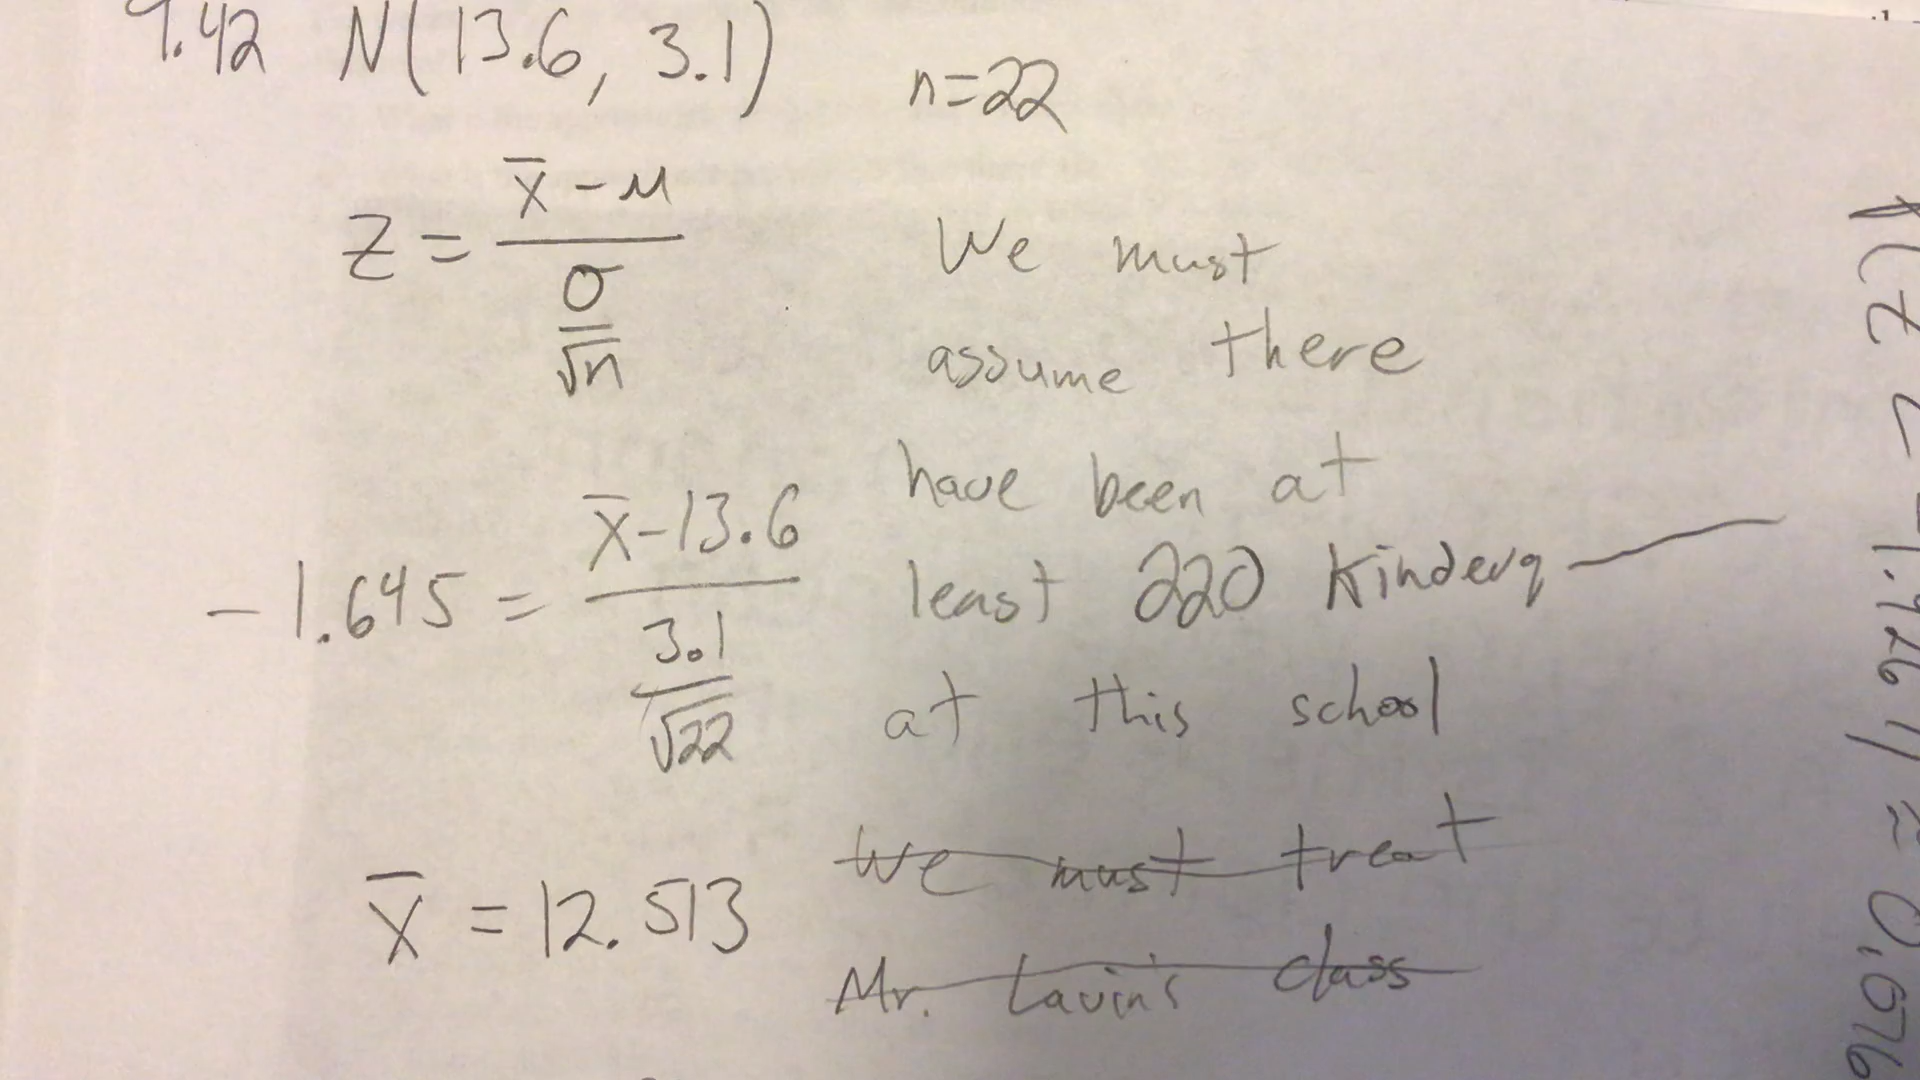 9.42 N(13.6, 3.1) n=22
z = (x̄ - μ) / (σ / √n)
-1.645 = (x̄ - 13.6) / (3.1 / √22)
x̄ = 12.513
We must
assume there
have been at
least 220 Kinderg
at this school
We must treat
Mr. Lavin's class